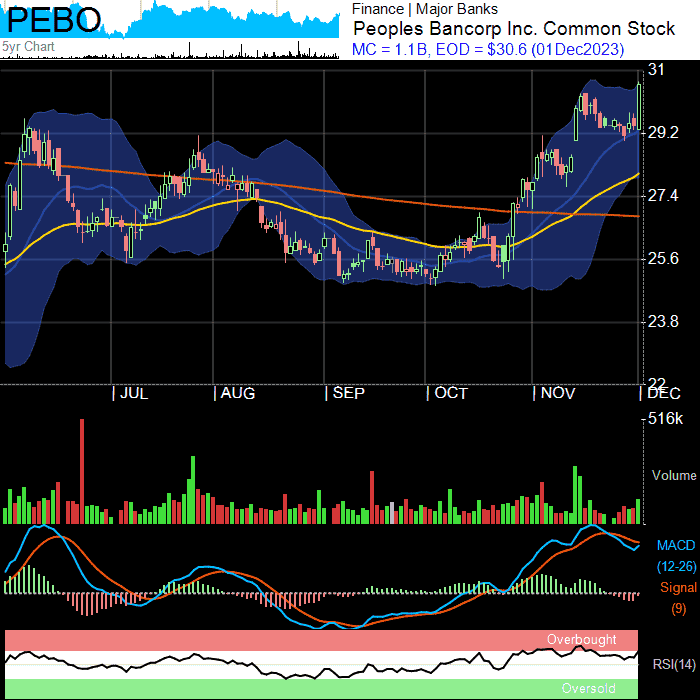 PEBO
Finance | Major Banks
Peoples Bancorp Inc. Common Stock
5yr Chart
MC = 1.1B, EOD = $30.6 (01Dec2023)
31
29.2
27.4
25.6
23.8
22
| JUL | AUG | SEP | OCT | NOV | DEC
516k
Volume
MACD
(12-26)
Signal
(9)
Overbought
RSI(14)
Oversold